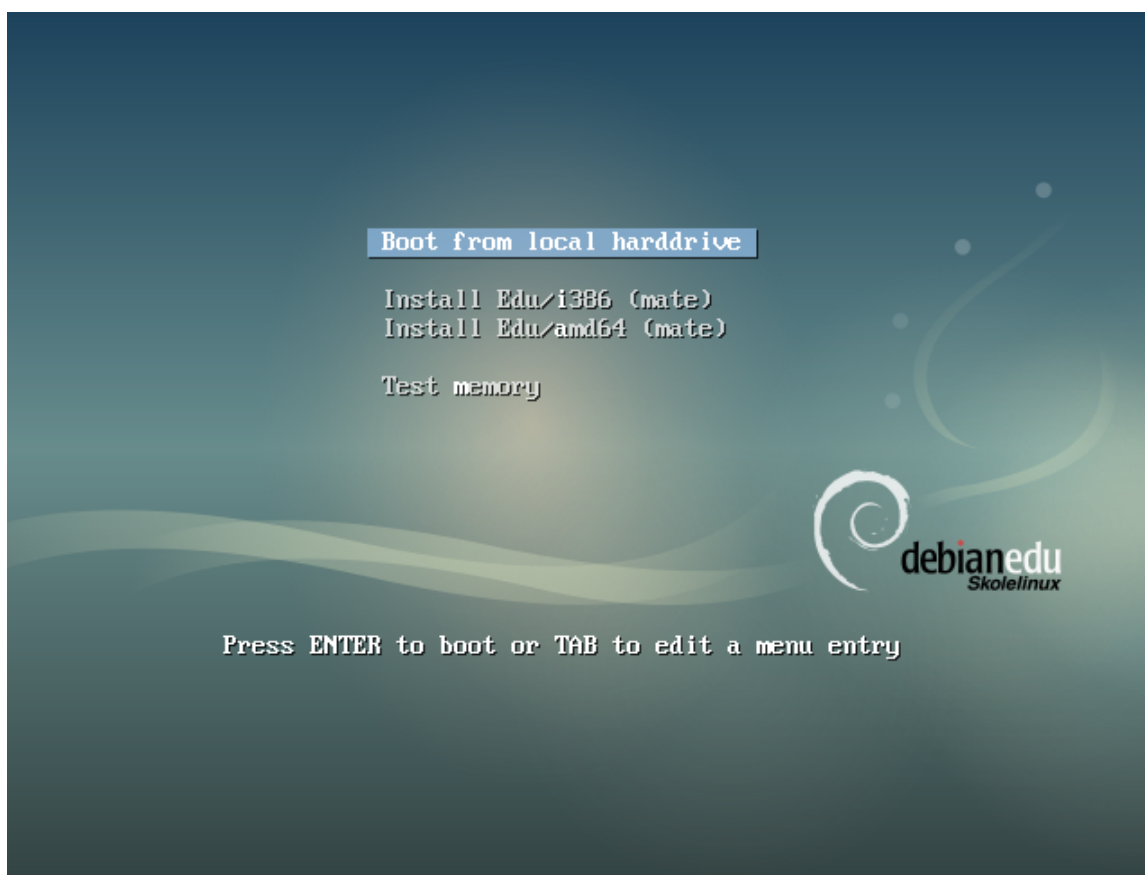 Boot from local harddrive
Install Edu/i386 (mate)
Install Edu/amd64 (mate)
Test memory
debianedu
Skolelinux
Press ENTER to boot or TAB to edit a menu entry